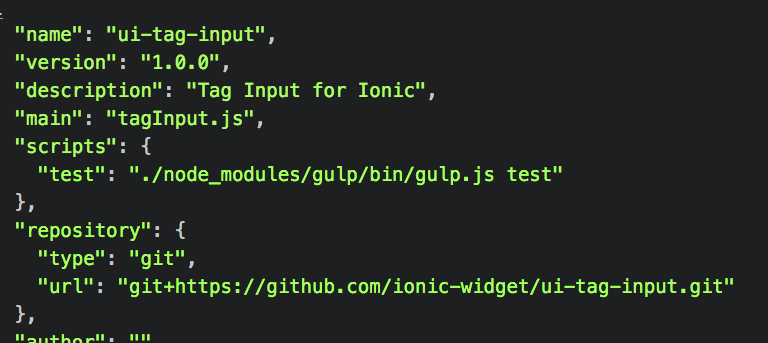 "name": "ui-tag-input",
"version": "1.0.0",
"description": "Tag Input for Ionic",
"main": "tagInput.js",
"scripts": {
"test": "./node_modules/gulp/bin/gulp.js test"
},
"repository": {
"type": "git",
"url": "git+https://github.com/ionic-widget/ui-tag-input.git"
},
"author": ""